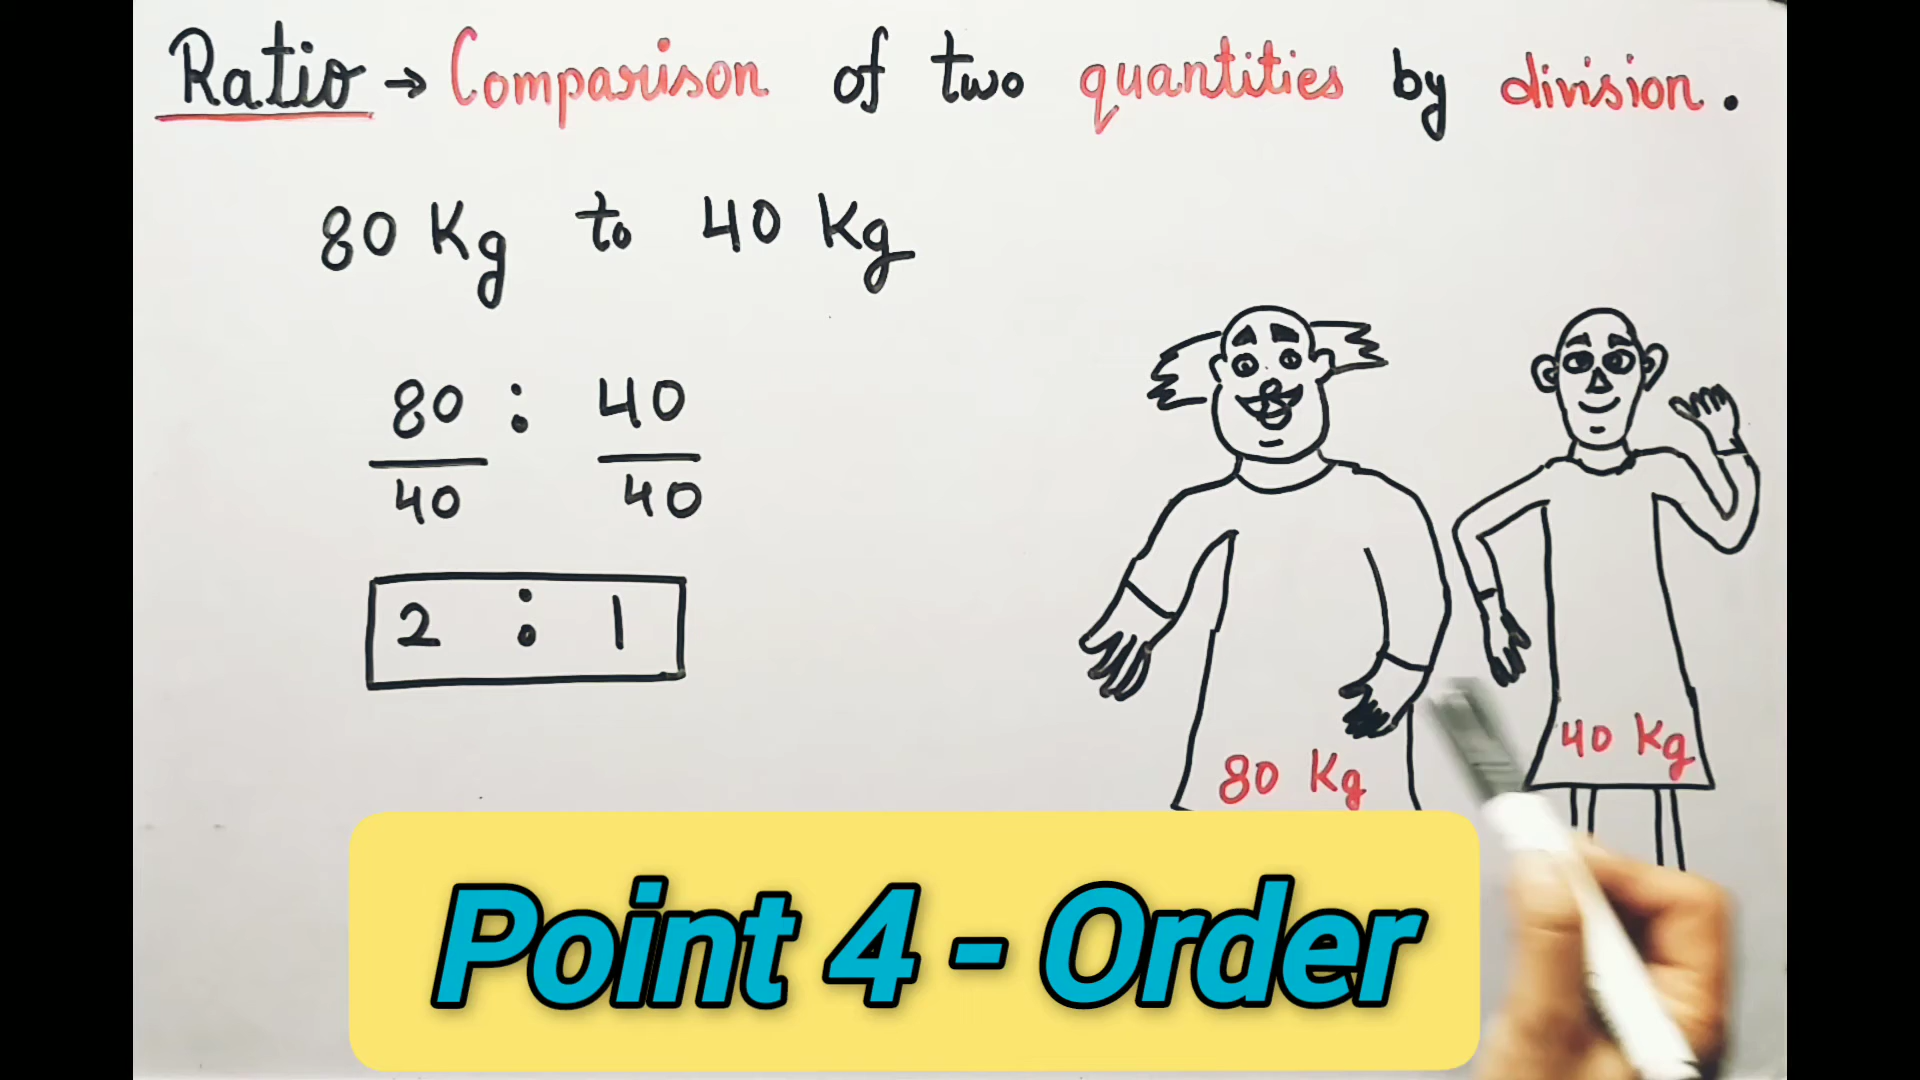 Ratio → Comparison of two quantities by division.
80 Kg to 40 Kg
80 : 40
40 40
2 : 1
80 Kg
40 Kg
Point 4 - Order